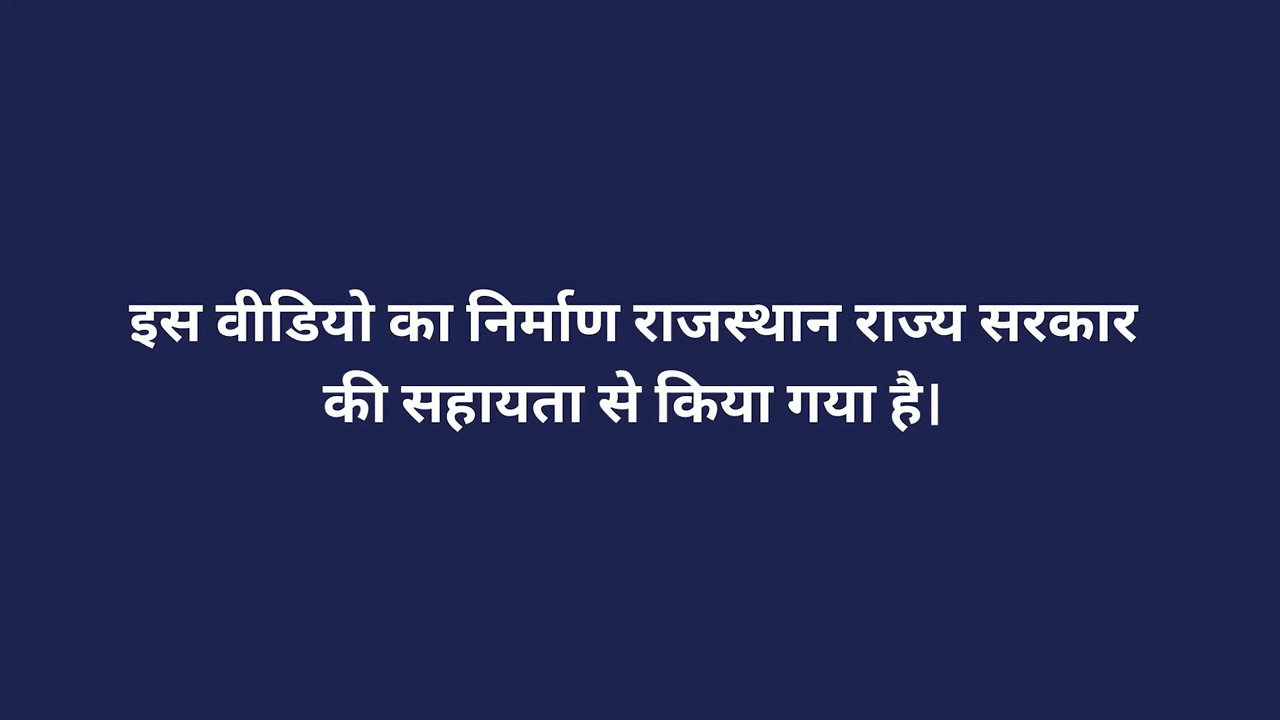 इस वीडियो का निर्माण राजस्थान राज्य सरकार
की सहायता से किया गया है।